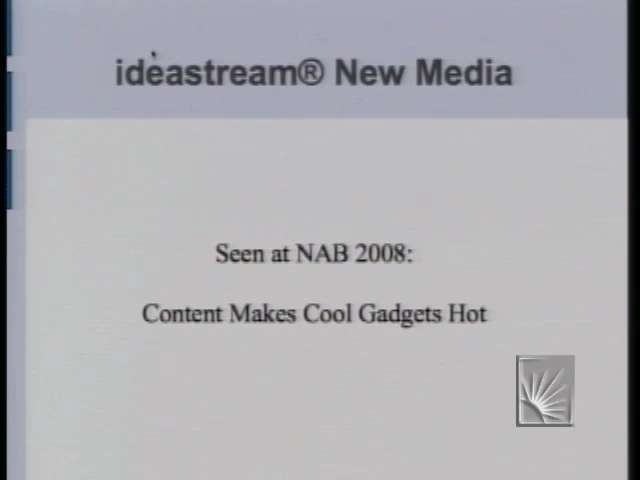 ideastream® New Media
Seen at NAB 2008:
Content Makes Cool Gadgets Hot